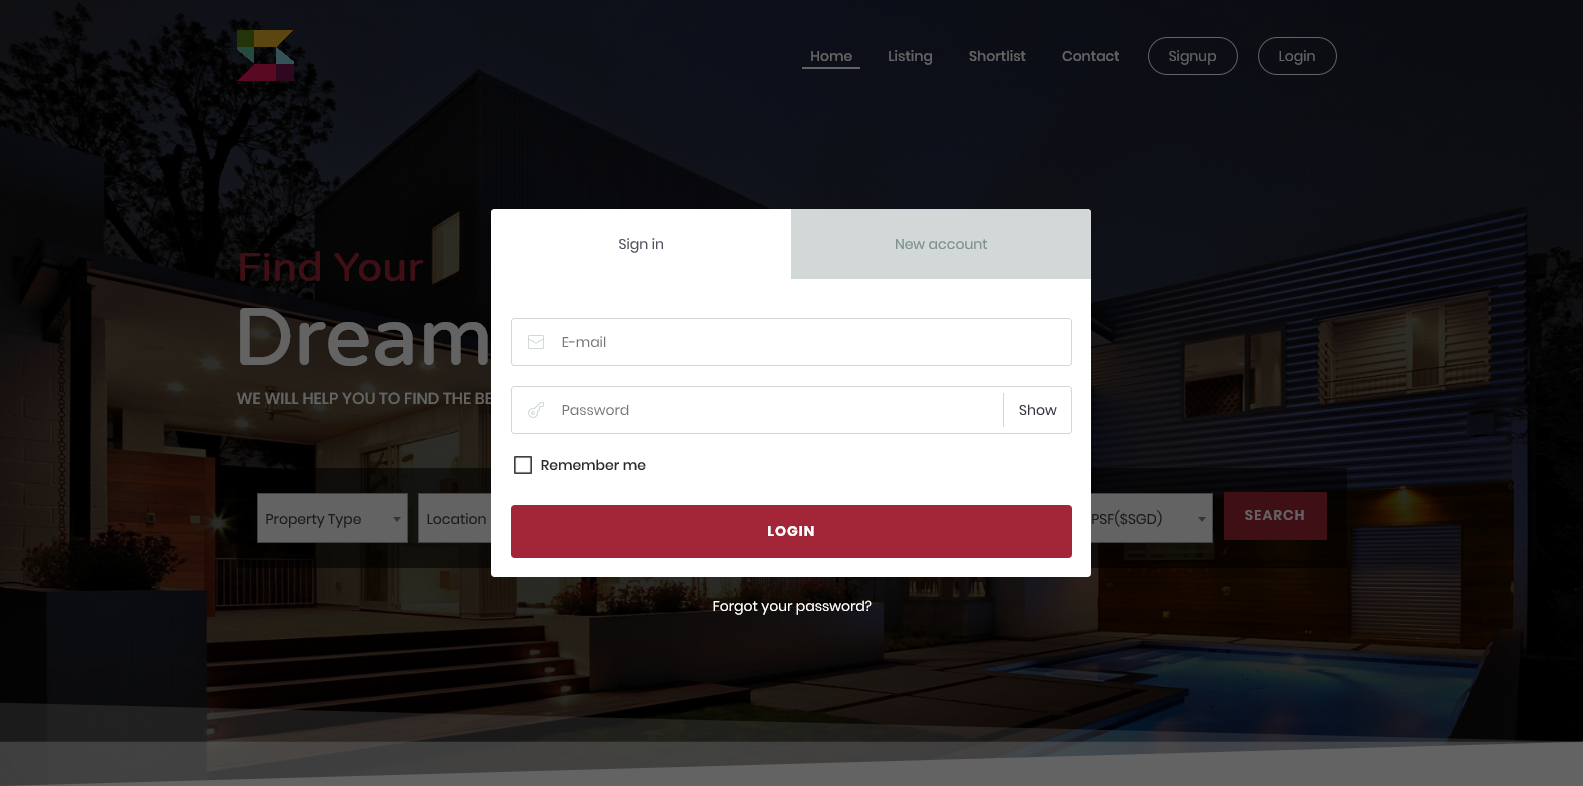 Home Listing Shortlist Contact Signup Login
Sign in New account
Find Your
Dream
WE WILL HELP YOU TO FIND THE BE
E-mail
Password Show
Remember me
Property Type Location PSF($SGD) SEARCH
LOGIN
Forgot your password?